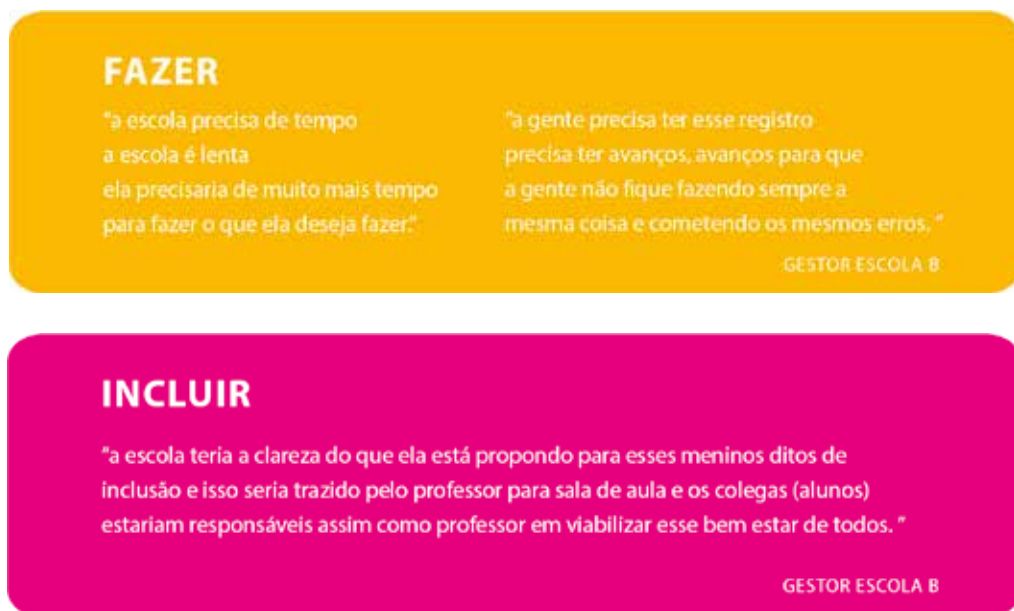 FAZER
"a escola precisa de tempo
a escola é lenta
ela precisaria de muito mais tempo
para fazer o que ela deseja fazer."
"a gente precisa ter esse registro
precisa ter avanços, avanços para que
a gente não fique fazendo sempre a
mesma coisa e cometendo os mesmos erros. "
GESTOR ESCOLA B
INCLUIR
"a escola teria a clareza do que ela está propondo para esses meninos ditos de
inclusão e isso seria trazido pelo professor para sala de aula e os colegas (alunos)
estariam responsáveis assim como professor em viabilizar esse bem estar de todos. "
GESTOR ESCOLA B